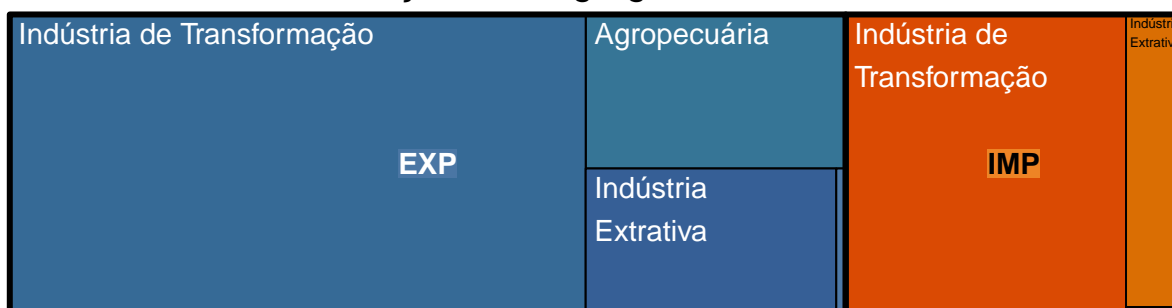 Indústria de Transformação
EXP
Agropecuária
Indústria
Extrativa
Indústria de
Transformação
IMP